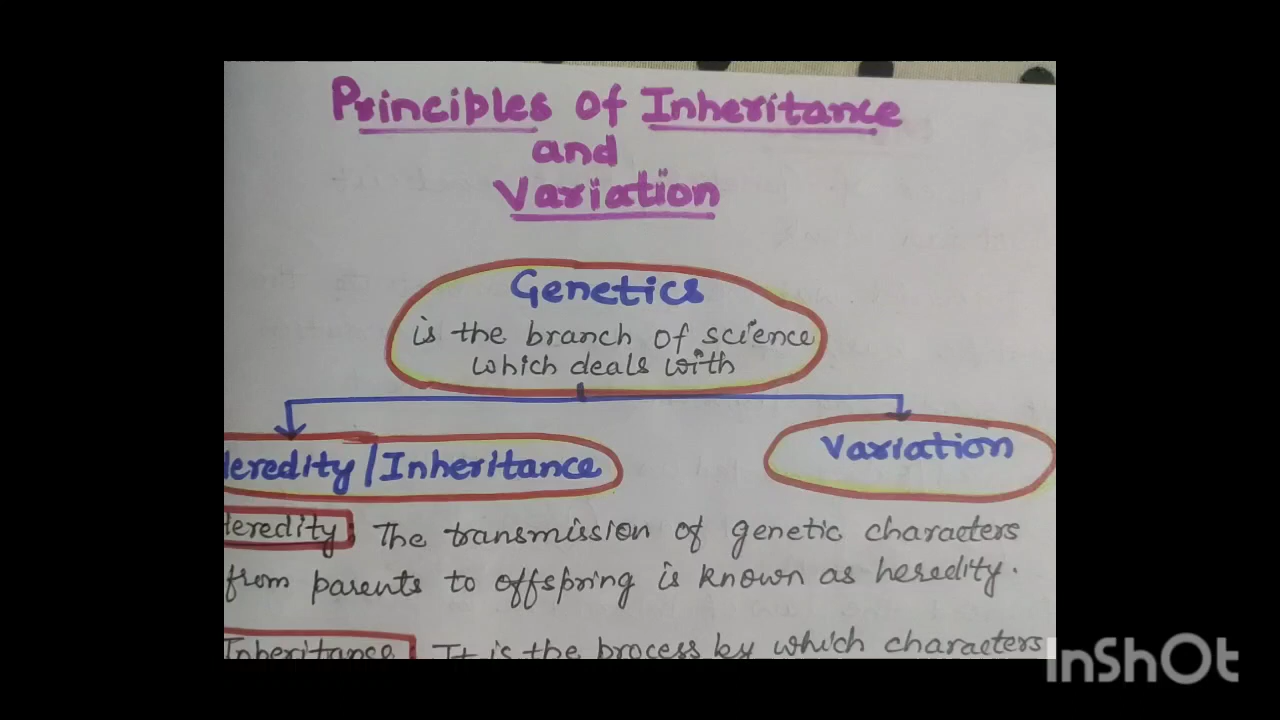 Principles of Inheritance
and
Variation
Genetics
is the branch of science
which deals with
Heredity/Inheritance
Variation
Heredity: The transmission of genetic characters
from parents to offspring is known as heredity.
Inheritance It is the process by which characters
InShOt